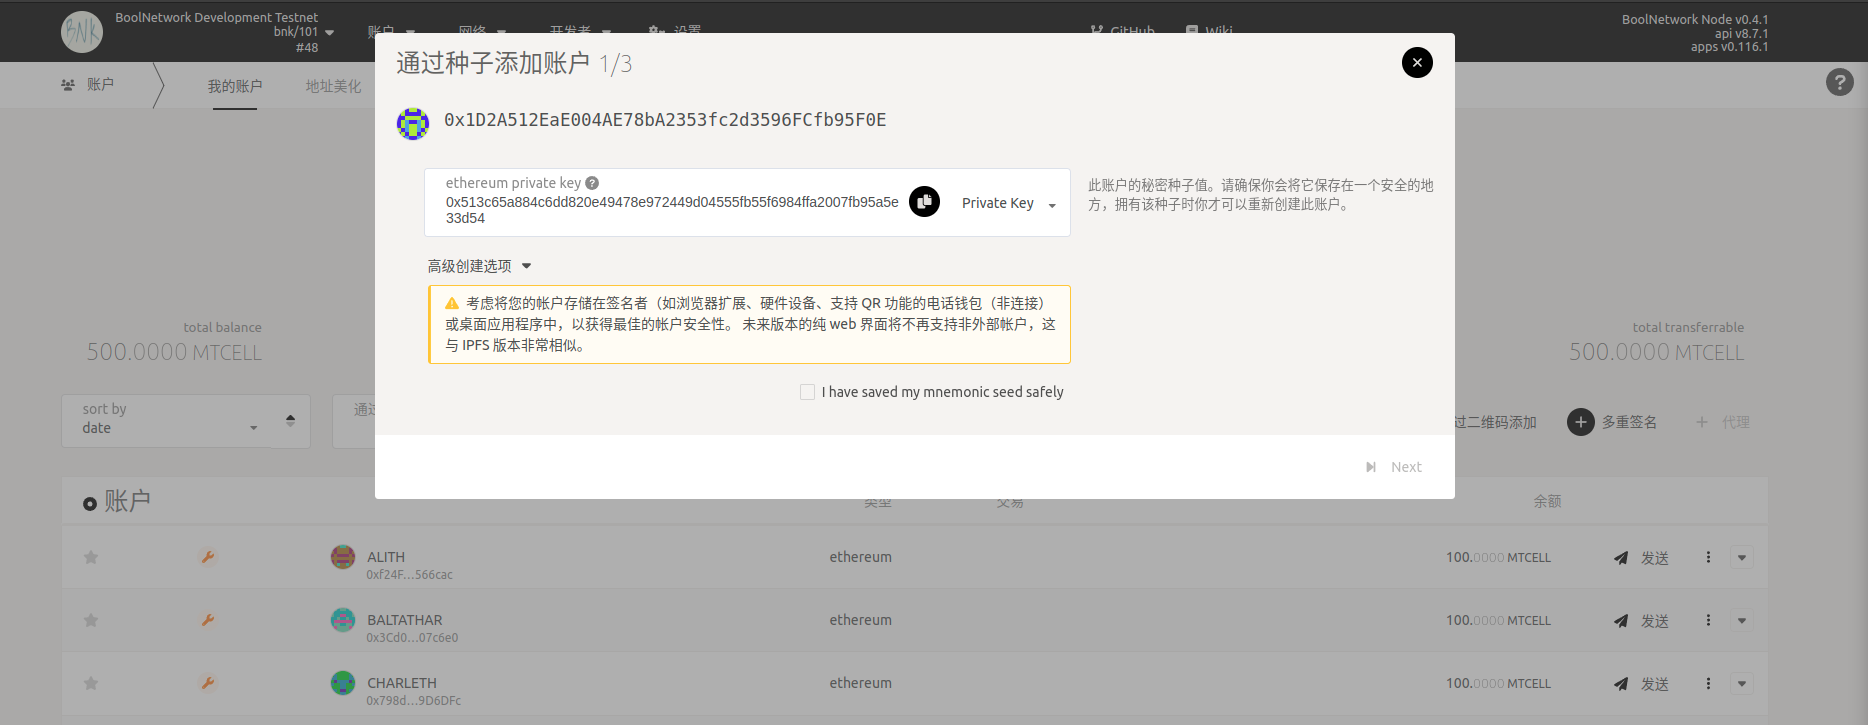 BNK
BoolNetwork Development Testnet
bnk/101
#48
账户
网络
开发者
设置
GitHub
Wiki
BoolNetwork Node v0.4.1
api v8.7.1
apps v0.116.1
账户
我的账户
地址美化
通过种子添加账户 1/3
0x1D2A512EaE004AE78bA2353fc2d3596FCfb95F0E
ethereum private key
0x513c65a884c6dd820e49478e972449d04555fb55f6984ffa2007fb95a5e
33d54
Private Key
此账户的秘密种子值。请确保你会将它保存在一个安全的地
方，拥有该种子时你才可以重新创建此账户。
高级创建选项
考虑将您的帐户存储在签名者（如浏览器扩展、硬件设备、支持 QR 功能的电话钱包（非连接）
或桌面应用程序中，以获得最佳的帐户安全性。 未来版本的纯 web 界面将不再支持非外部帐户，这
与 IPFS 版本非常相似。
I have saved my mnemonic seed safely
Next
total balance
500.0000 MTCELL
total transferrable
500.0000 MTCELL
sort by
date
通过
过二维码添加
多重签名
代理
账户
类型
交易
余额
ALITH
0xf24F…566cac
ethereum
100.0000 MTCELL
发送
BALTATHAR
0x3Cd0…07c6e0
ethereum
100.0000 MTCELL
发送
CHARLETH
0x798d…9D6DFc
ethereum
100.0000 MTCELL
发送